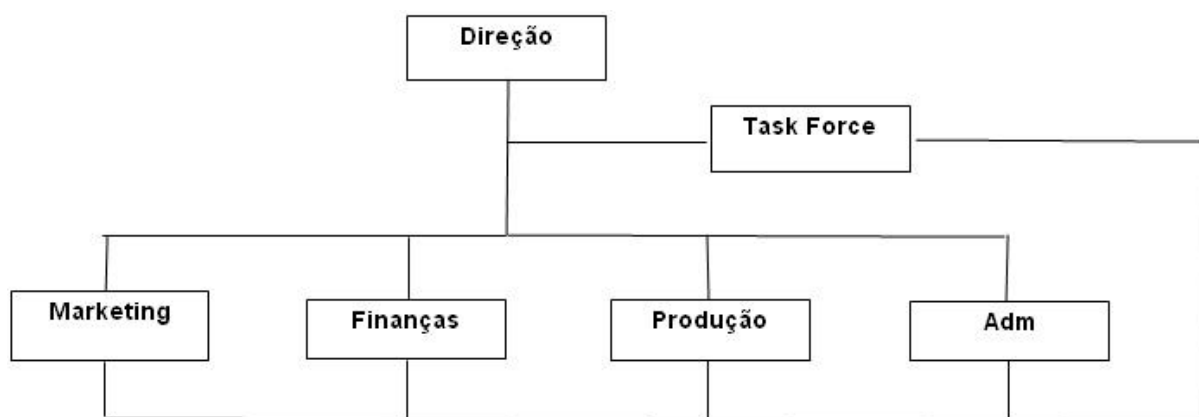 Direção
Task Force
Marketing
Finanças
Produção
Adm